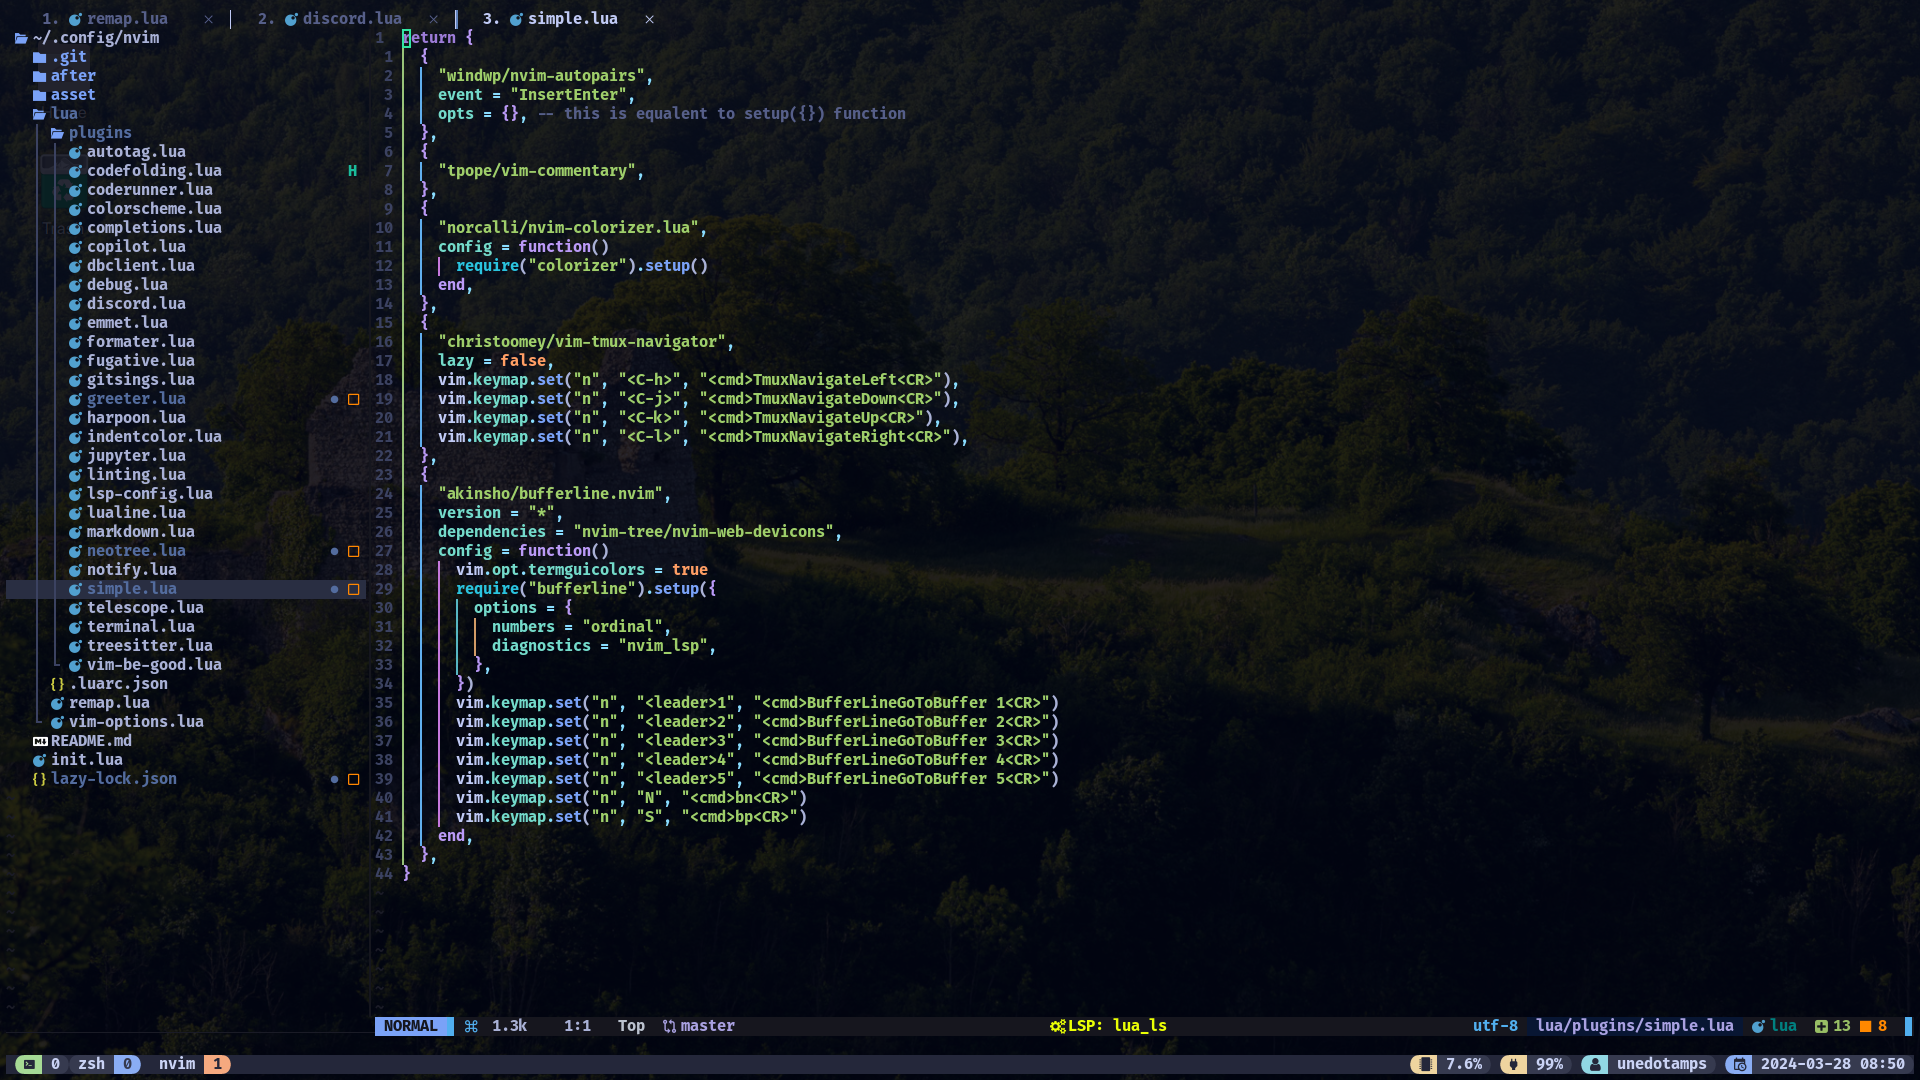 1. remap.lua × 2. discord.lua × 3. simple.lua ×
~/.config/nvim
.git
after
asset
lua
plugins
autotag.lua
codefolding.lua H
coderunner.lua
colorscheme.lua
completions.lua
copilot.lua
dbclient.lua
debug.lua
discord.lua
emmet.lua
formater.lua
fugative.lua
gitsings.lua
greeter.lua
harpoon.lua
indentcolor.lua
jupyter.lua
linting.lua
lsp-config.lua
lualine.lua
markdown.lua
neotree.lua
notify.lua
simple.lua
telescope.lua
terminal.lua
treesitter.lua
vim-be-good.lua
{} .luarc.json
remap.lua
vim-options.lua
README.md
init.lua
{} lazy-lock.json
1 return {
1 {
2 "windwp/nvim-autopairs",
3 event = "InsertEnter",
4 opts = {}, -- this is equalent to setup({}) function
5 },
6 {
7 "tpope/vim-commentary",
8 },
9 {
10 "norcalli/nvim-colorizer.lua",
11 config = function()
12 require("colorizer").setup()
13 end,
14 },
15 {
16 "christoomey/vim-tmux-navigator",
17 lazy = false,
18 vim.keymap.set("n", "<C-h>", "<cmd>TmuxNavigateLeft<CR>"),
19 vim.keymap.set("n", "<C-j>", "<cmd>TmuxNavigateDown<CR>"),
20 vim.keymap.set("n", "<C-k>", "<cmd>TmuxNavigateUp<CR>"),
21 vim.keymap.set("n", "<C-l>", "<cmd>TmuxNavigateRight<CR>"),
22 },
23 {
24 "akinsho/bufferline.nvim",
25 version = "*",
26 dependencies = "nvim-tree/nvim-web-devicons",
27 config = function()
28 vim.opt.termguicolors = true
29 require("bufferline").setup({
30 options = {
31 numbers = "ordinal",
32 diagnostics = "nvim_lsp",
33 },
34 })
35 vim.keymap.set("n", "<leader>1", "<cmd>BufferLineGoToBuffer 1<CR>")
36 vim.keymap.set("n", "<leader>2", "<cmd>BufferLineGoToBuffer 2<CR>")
37 vim.keymap.set("n", "<leader>3", "<cmd>BufferLineGoToBuffer 3<CR>")
38 vim.keymap.set("n", "<leader>4", "<cmd>BufferLineGoToBuffer 4<CR>")
39 vim.keymap.set("n", "<leader>5", "<cmd>BufferLineGoToBuffer 5<CR>")
40 vim.keymap.set("n", "N", "<cmd>bn<CR>")
41 vim.keymap.set("n", "S", "<cmd>bp<CR>")
42 end,
43 },
44 }
NORMAL ⌘ 1.3k 1:1 Top master LSP: lua_ls utf-8 lua/plugins/simple.lua lua 13 8
0 zsh 0 nvim 1 7.6% 99% unedotamps 2024-03-28 08:50